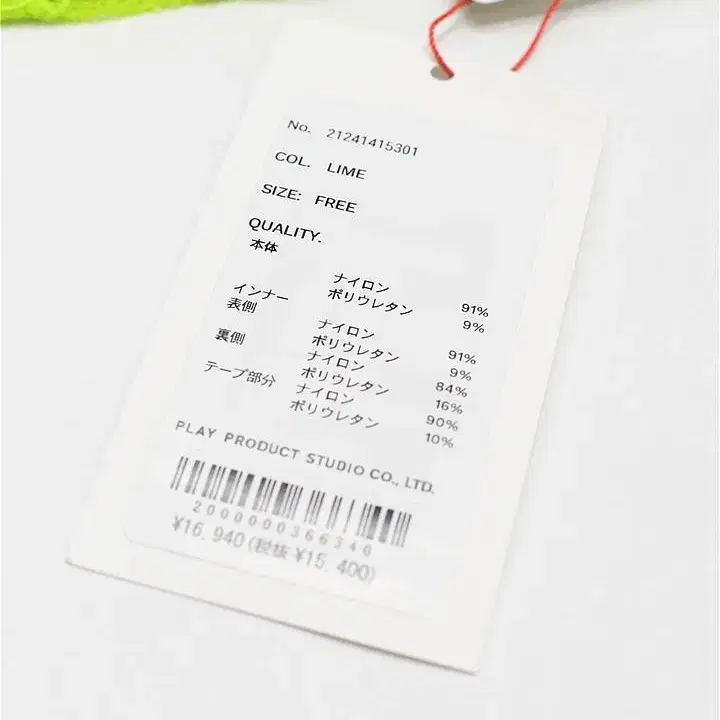 No. 21241415301
COL. LIME
SIZE: FREE
QUALITY.
本体
ナイロン 91%
ポリウレタン 9%
インナー
表側
ナイロン 91%
ポリウレタン 9%
裏側
ナイロン 84%
ポリウレタン 16%
テープ部分
ナイロン 90%
ポリウレタン 10%
PLAY PRODUCT STUDIO CO., LTD.
2000000366340
¥16,940(税抜 ¥15,400)